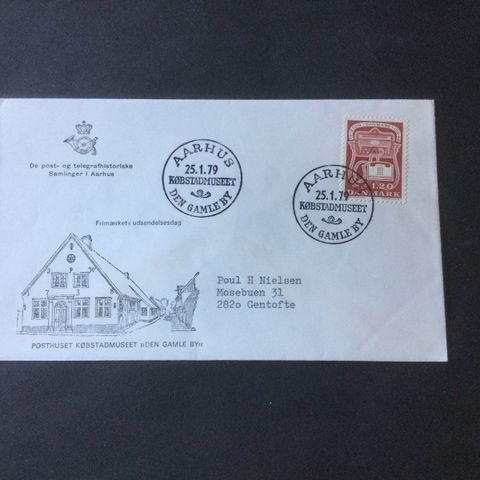 De post- og telegrafhistoriske
Samlinger i Aarhus
Frimærkets udsendelsesdag
POSTHUSET KØBSTADMUSEET »DEN GAMLE BY«
AARHUS
25.1.79
KØBSTADMUSEET
DEN GAMLE BY
AARHUS
25.1.79
KØBSTADMUSEET
DEN GAMLE BY
1.20
DANMARK
Poul H Nielsen
Mosebuen 31
282o Gentofte